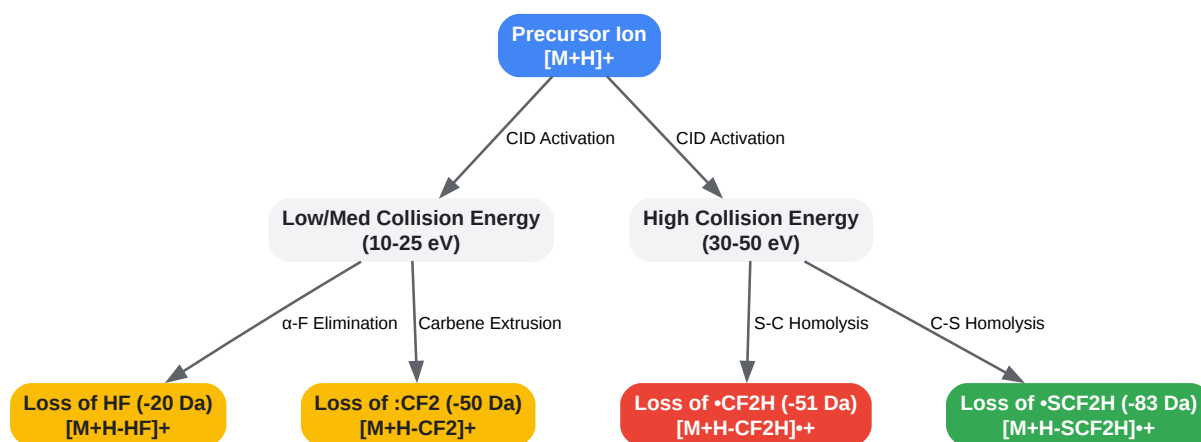 Precursor Ion
[M+H]+
CID Activation
CID Activation
Low/Med Collision Energy
(10-25 eV)
High Collision Energy
(30-50 eV)
α-F Elimination
Carbene Extrusion
S-C Homolysis
C-S Homolysis
Loss of HF (-20 Da)
[M+H-HF]+
Loss of :CF2 (-50 Da)
[M+H-CF2]+
Loss of •CF2H (-51 Da)
[M+H-CF2H]•+
Loss of •SCF2H (-83 Da)
[M+H-SCF2H]•+